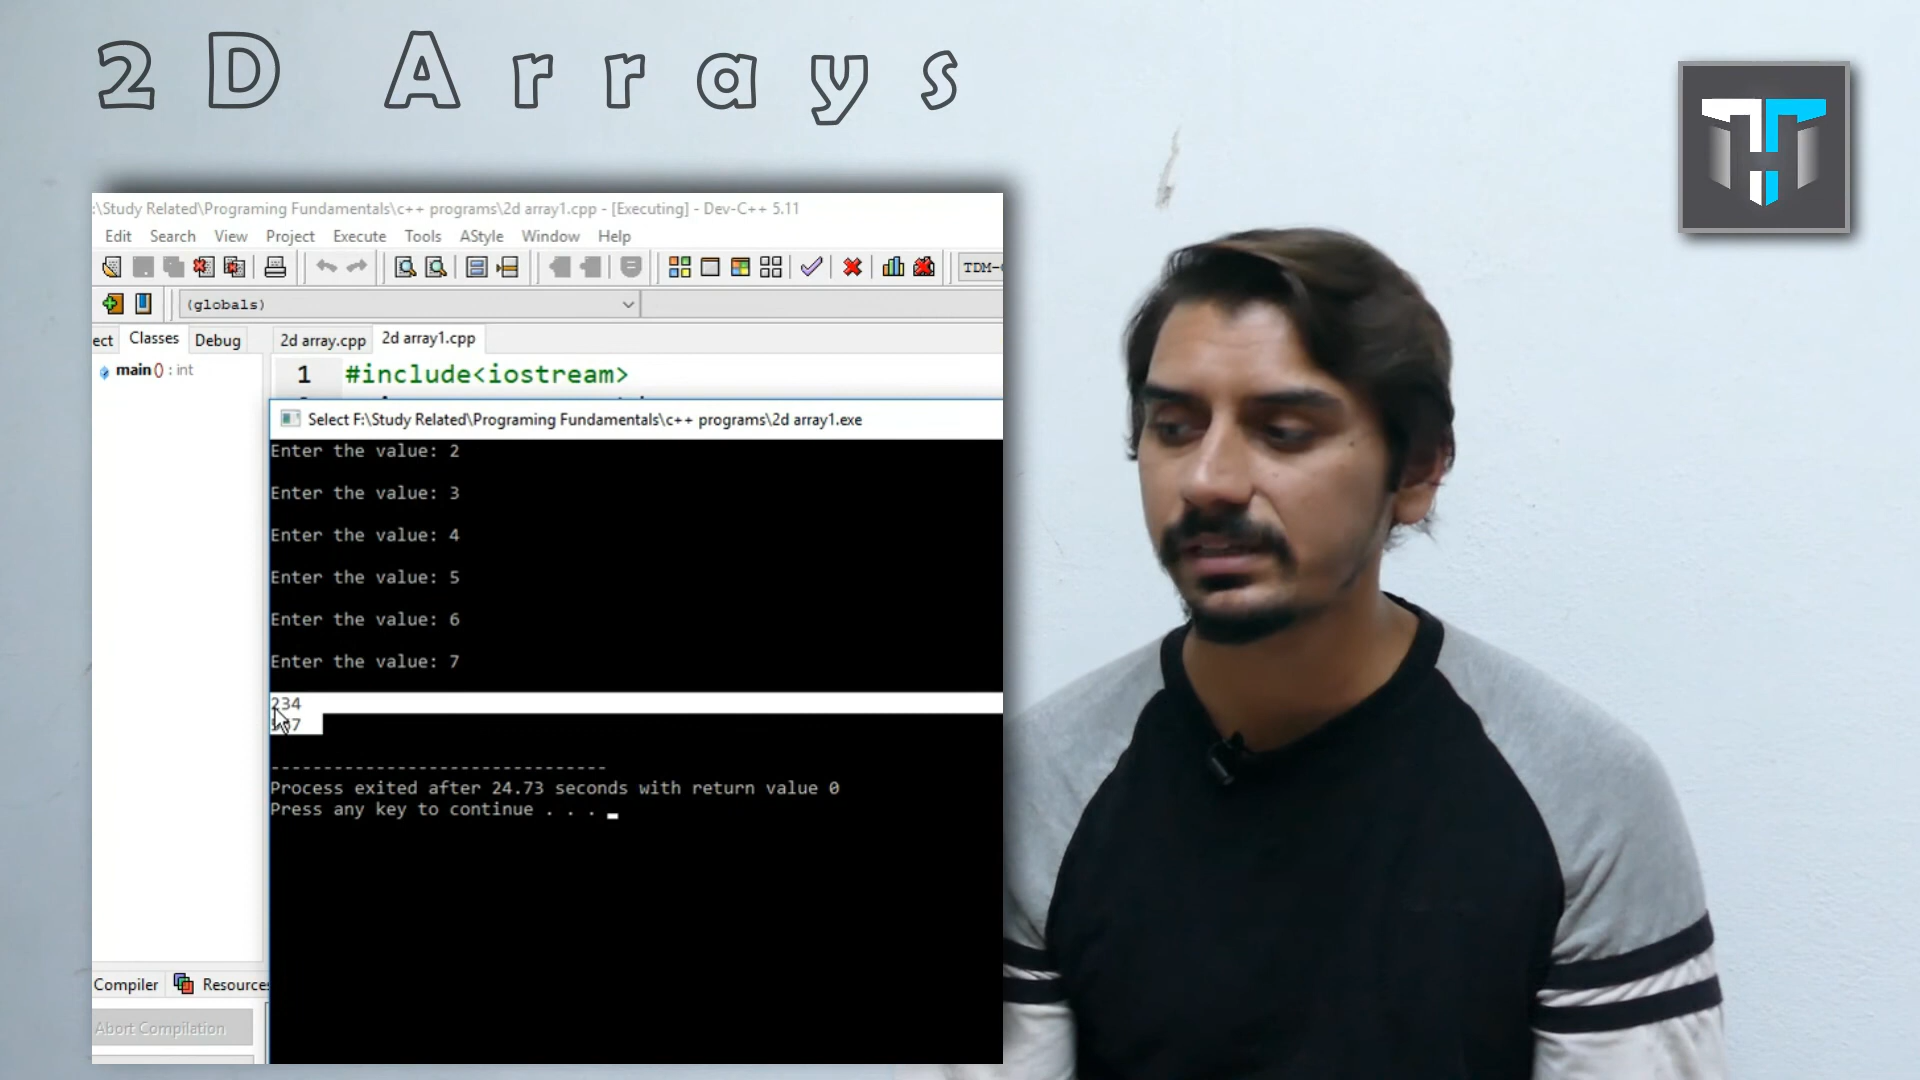 2D Arrays
:\Study Related\Programing Fundamentals\c++ programs\2d array1.cpp - [Executing] - Dev-C++ 5.11
Edit Search View Project Execute Tools AStyle Window Help
TDM-
(globals)
ect Classes Debug 2d array.cpp 2d array1.cpp
main() : int
1 #include<iostream>
Select F:\Study Related\Programing Fundamentals\c++ programs\2d array1.exe
Enter the value: 2
Enter the value: 3
Enter the value: 4
Enter the value: 5
Enter the value: 6
Enter the value: 7
234
--------------------------------
Process exited after 24.73 seconds with return value 0
Press any key to continue . . .
Compiler Resources
Abort Compilation